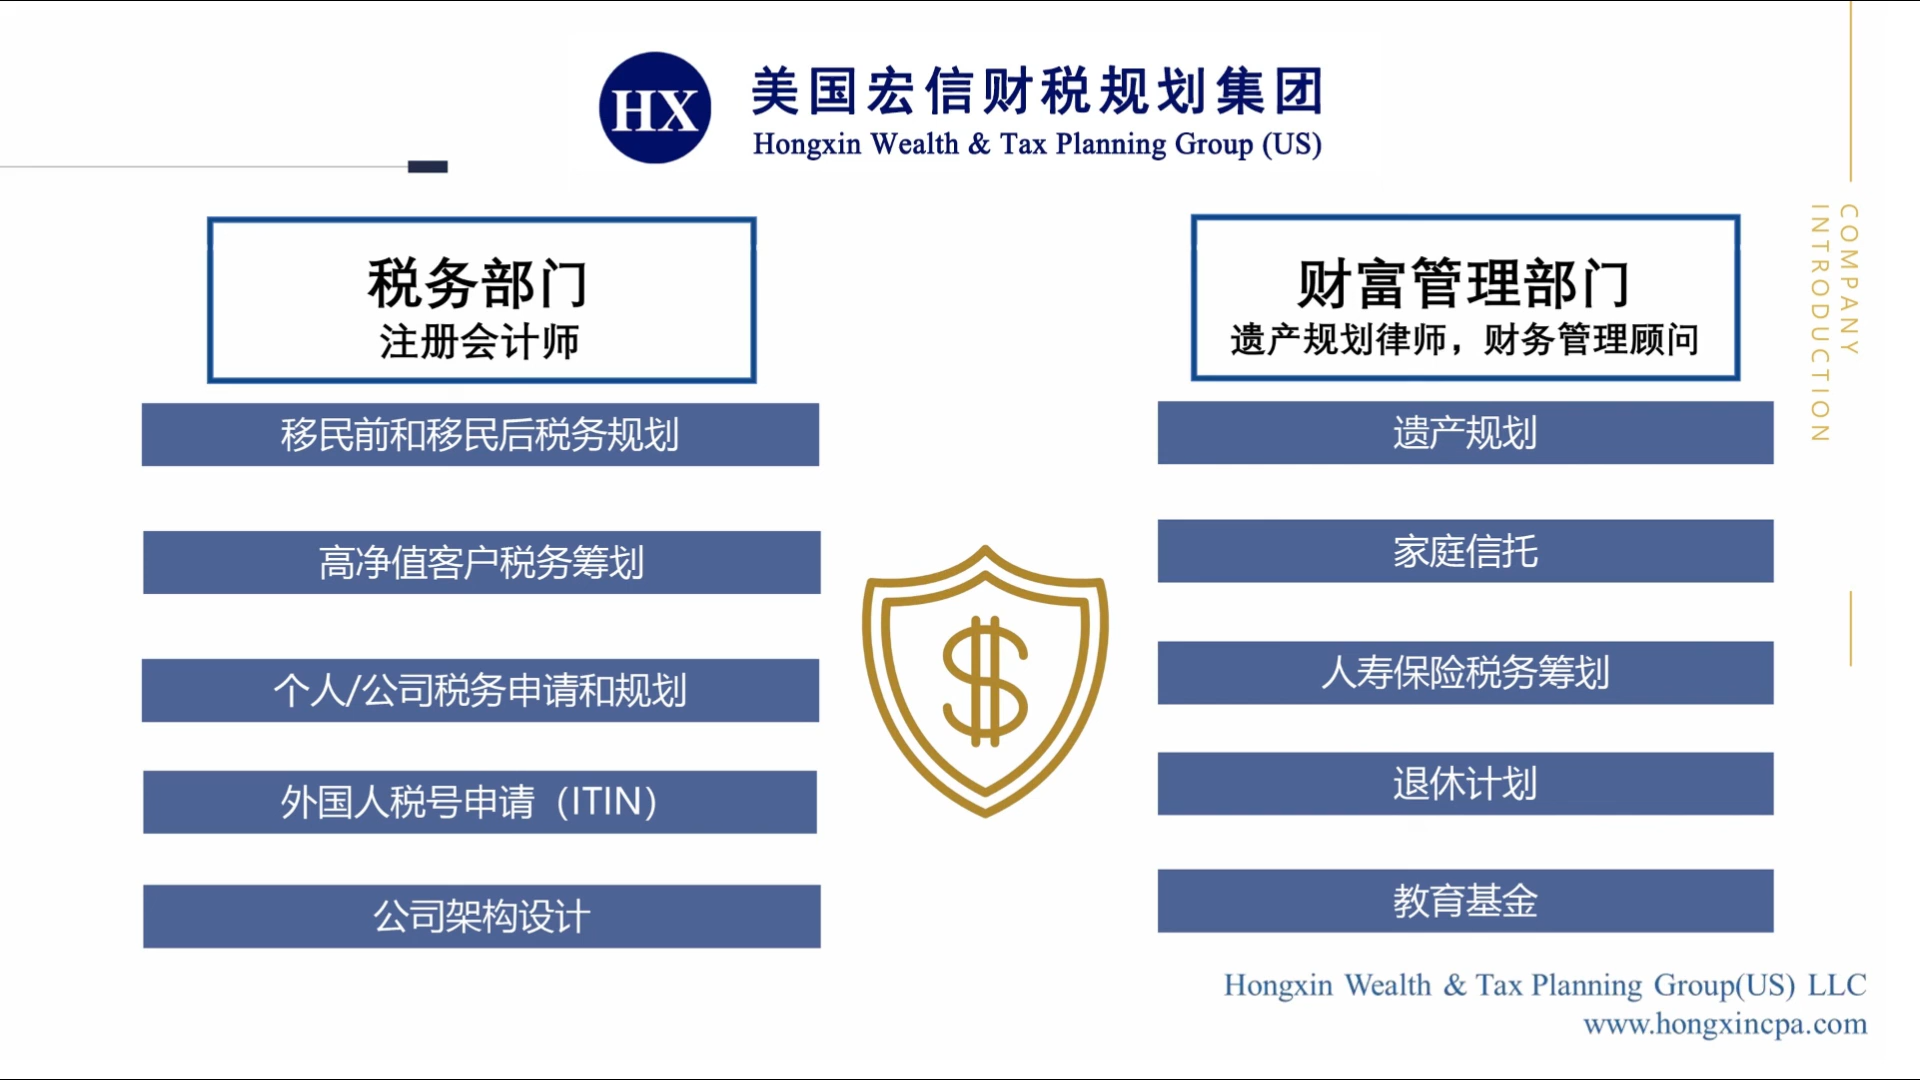 HX
美国宏信财税规划集团
Hongxin Wealth & Tax Planning Group (US)
COMPANY
INTRODUCTION
税务部门
注册会计师
移民前和移民后税务规划
高净值客户税务筹划
个人/公司税务申请和规划
外国人税号申请（ITIN）
公司架构设计
$
财富管理部门
遗产规划律师，财务管理顾问
遗产规划
家庭信托
人寿保险税务筹划
退休计划
教育基金
Hongxin Wealth & Tax Planning Group(US) LLC
www.hongxincpa.com